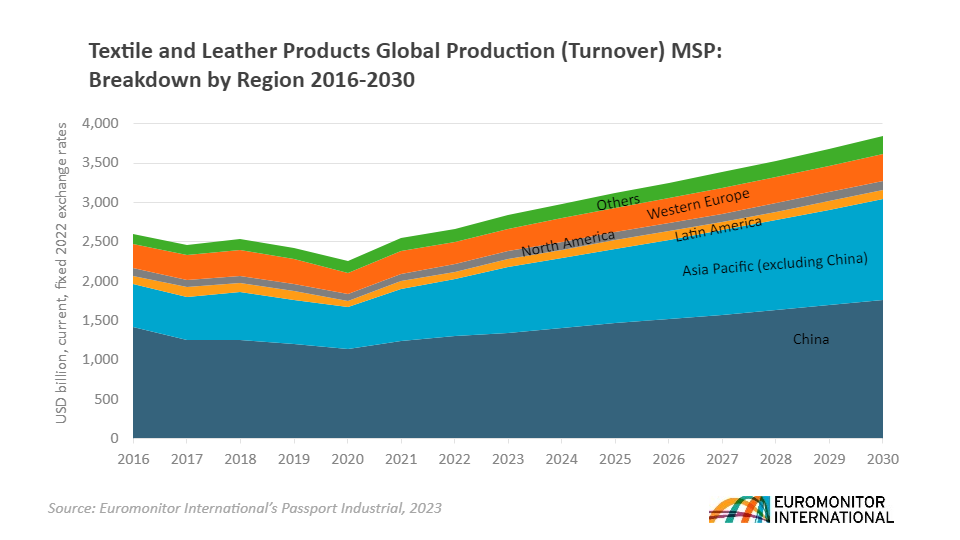 Textile and Leather Products Global Production (Turnover) MSP:
Breakdown by Region 2016-2030
USD billion, current, fixed 2022 exchange rates
4,000
3,500
3,000
2,500
2,000
1,500
1,000
500
0
Others
Western Europe
North America
Latin America
Asia Pacific (excluding China)
China
2016 2017 2018 2019 2020 2021 2022 2023 2024 2025 2026 2027 2028 2029 2030
Source: Euromonitor International's Passport Industrial, 2023
EUROMONITOR
INTERNATIONAL